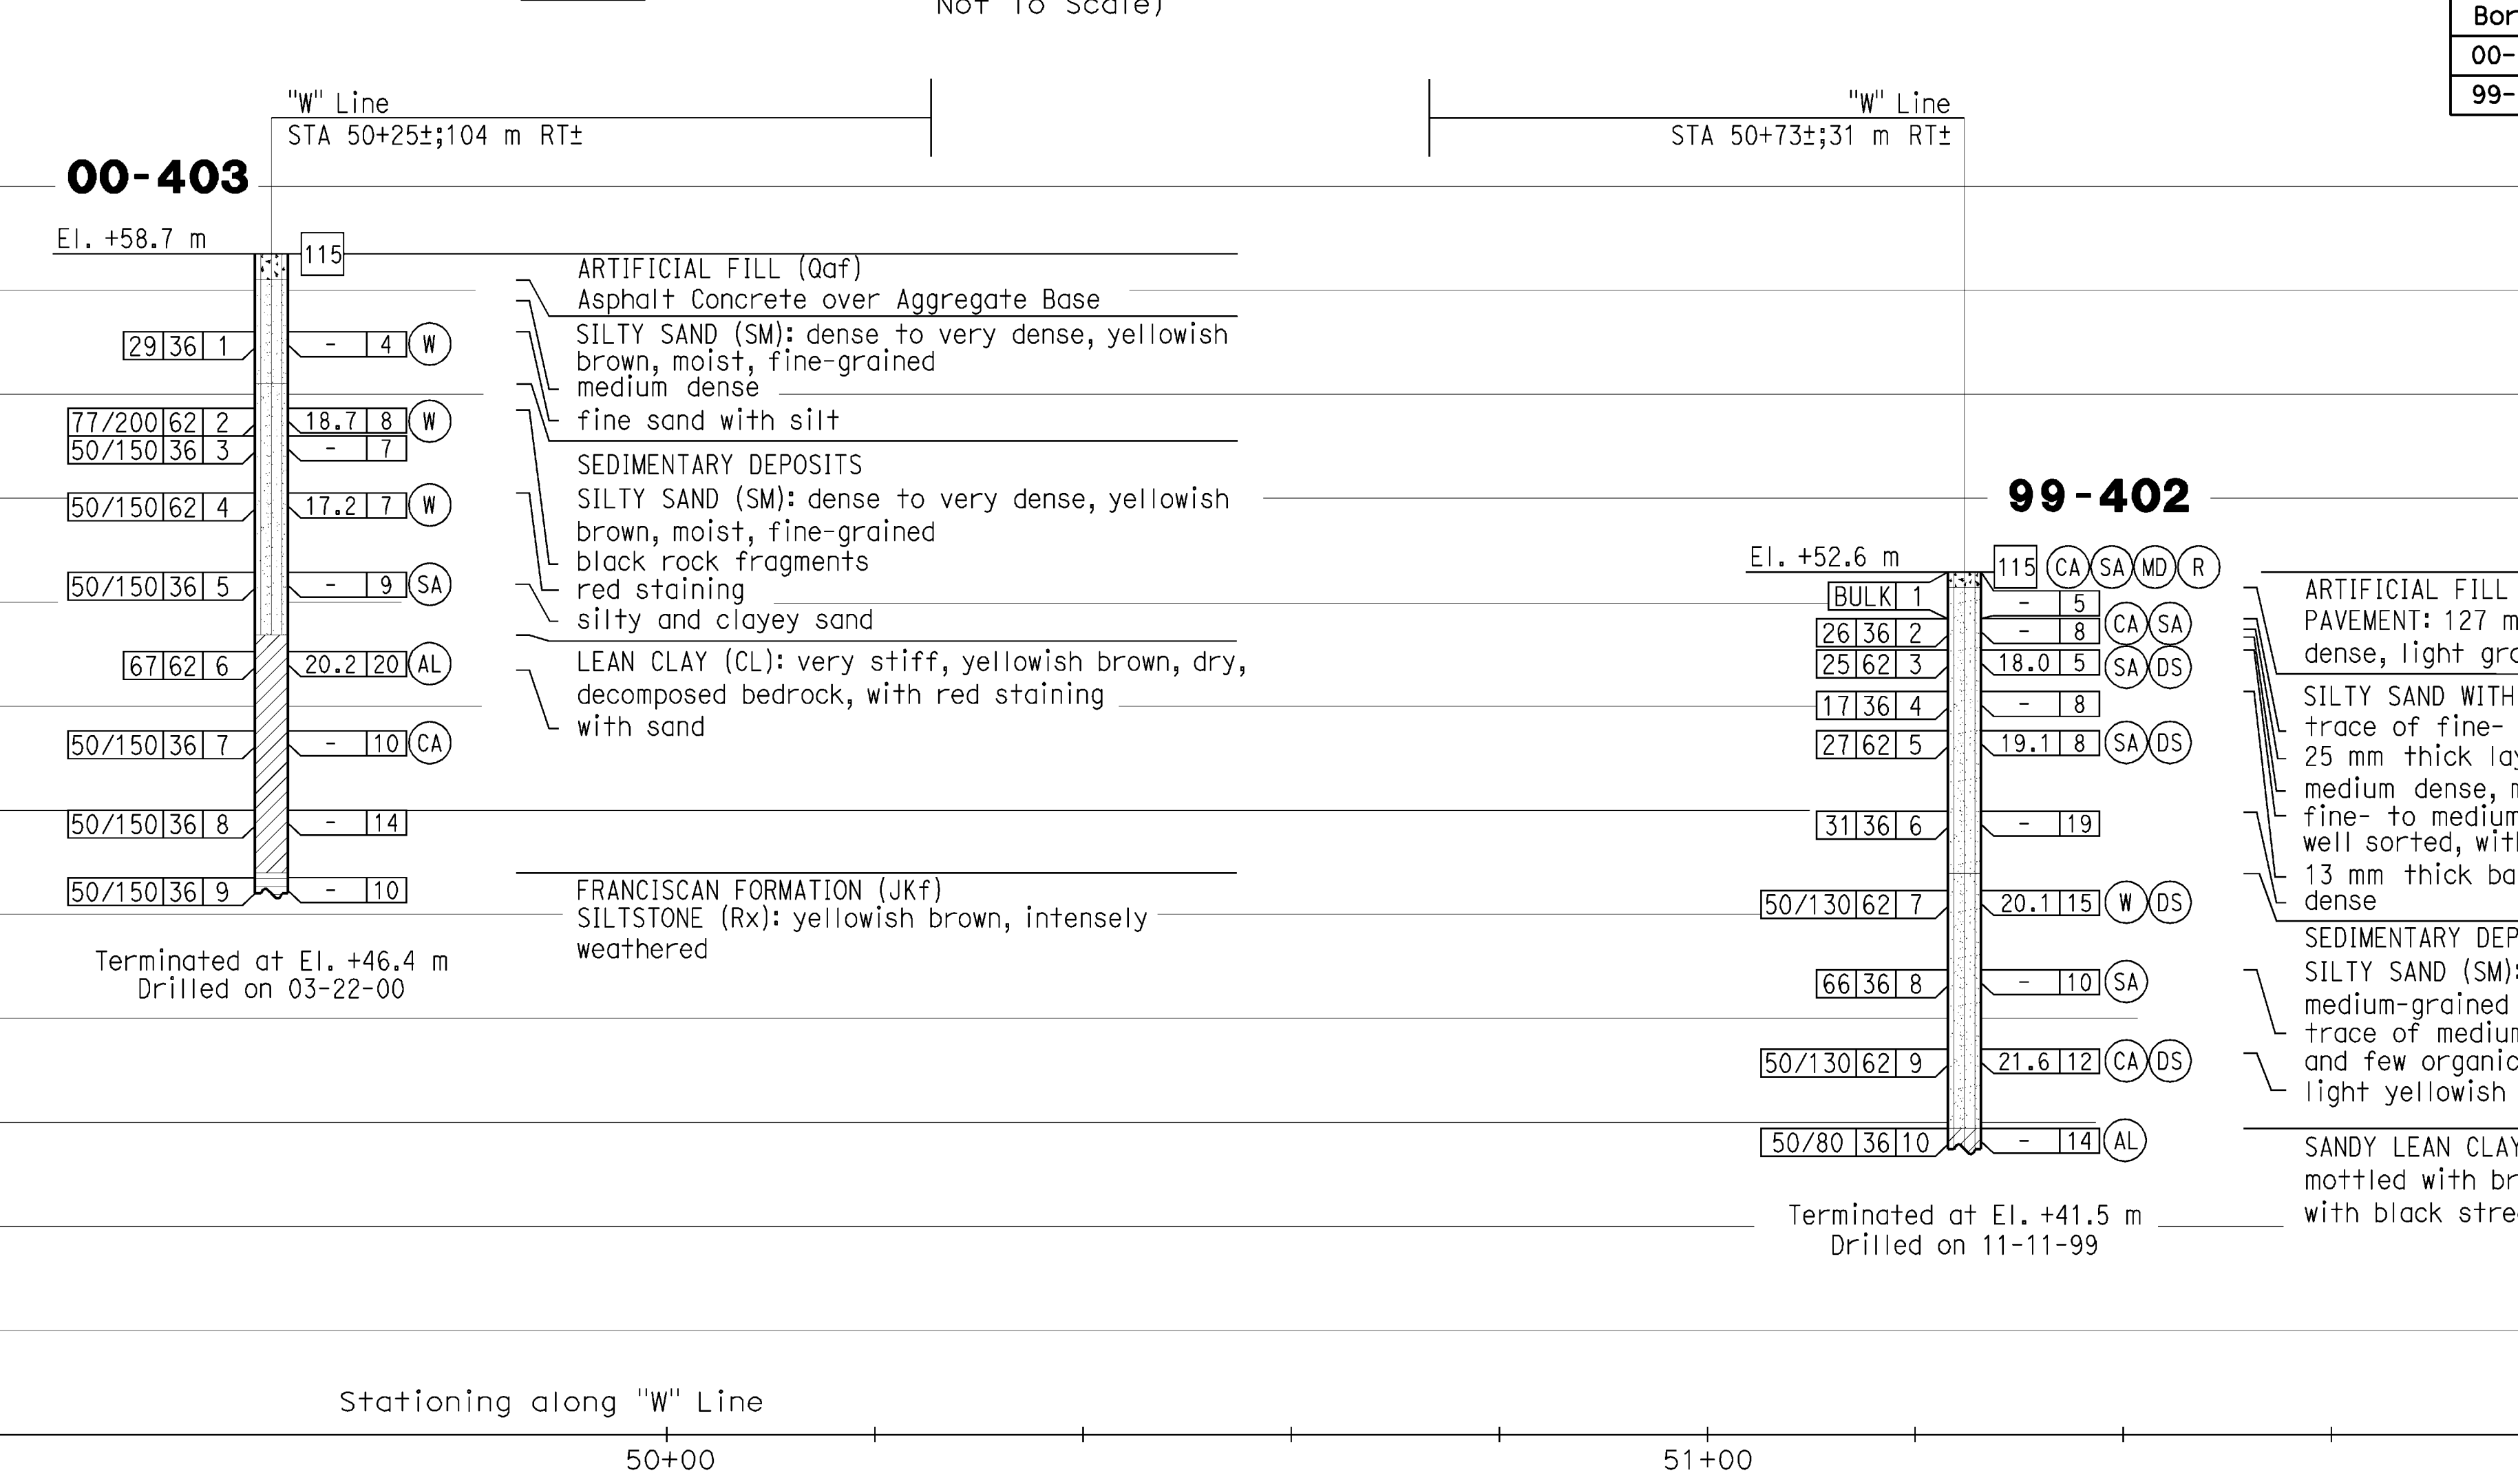 Not To Scale)
Bor
00-
99-
"W" Line
STA 50+25±;104 m RT±
"W" Line
STA 50+73±;31 m RT±
00-403
El. +58.7 m
115
ARTIFICIAL FILL (Qaf)
Asphalt Concrete over Aggregate Base
SILTY SAND (SM): dense to very dense, yellowish
brown, moist, fine-grained
medium dense
fine sand with silt
SEDIMENTARY DEPOSITS
SILTY SAND (SM): dense to very dense, yellowish
brown, moist, fine-grained
black rock fragments
red staining
silty and clayey sand
LEAN CLAY (CL): very stiff, yellowish brown, dry,
decomposed bedrock, with red staining
with sand
FRANCISCAN FORMATION (JKf)
SILTSTONE (Rx): yellowish brown, intensely
weathered
29 36 1 - 4 W
77/200 62 2 18.7 8 W
50/150 36 3 - 7
50/150 62 4 17.2 7 W
50/150 36 5 - 9 SA
67 62 6 20.2 20 AL
50/150 36 7 - 10 CA
50/150 36 8 - 14
50/150 36 9 - 10
Terminated at El. +46.4 m
Drilled on 03-22-00
99-402
El. +52.6 m
115 CA SA MD R
BULK 1 - 5
26 36 2 - 8 CA SA
25 62 3 18.0 5 SA DS
17 36 4 - 8
27 62 5 19.1 8 SA DS
31 36 6 - 19
50/130 62 7 20.1 15 W DS
66 36 8 - 10 SA
50/130 62 9 21.6 12 CA DS
50/80 36 10 - 14 AL
Terminated at El. +41.5 m
Drilled on 11-11-99
ARTIFICIAL FILL
PAVEMENT: 127 m
dense, light gra
SILTY SAND WITH
trace of fine-
25 mm thick lay
medium dense, m
fine- to medium
well sorted, with
13 mm thick ba
dense
SEDIMENTARY DEP
SILTY SAND (SM):
medium-grained
trace of medium
and few organic
light yellowish
SANDY LEAN CLAY
mottled with br
with black strea
Stationing along "W" Line
50+00
51+00